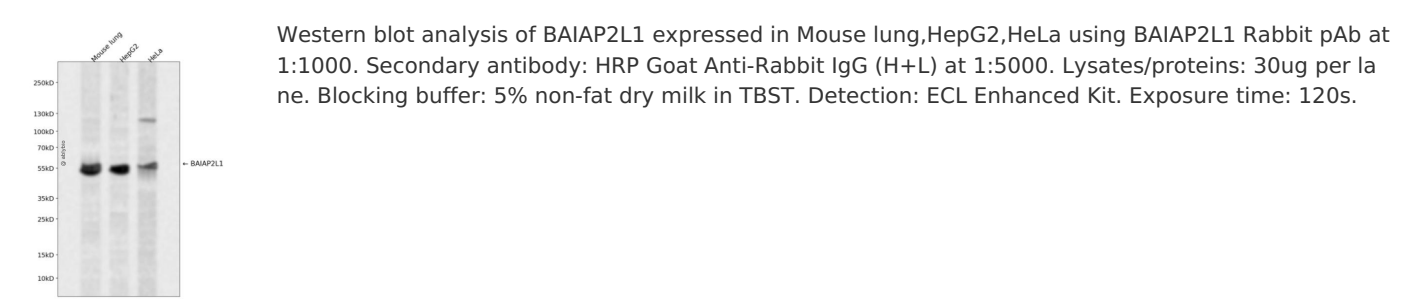 Mouse lung
HepG2
HeLa
250kD
130kD
100kD
70kD
55kD
35kD
25kD
15kD
10kD
← BAIAP2L1
Western blot analysis of BAIAP2L1 expressed in Mouse lung,HepG2,HeLa using BAIAP2L1 Rabbit pAb at
1:1000. Secondary antibody: HRP Goat Anti-Rabbit IgG (H+L) at 1:5000. Lysates/proteins: 30ug per la
ne. Blocking buffer: 5% non-fat dry milk in TBST. Detection: ECL Enhanced Kit. Exposure time: 120s.